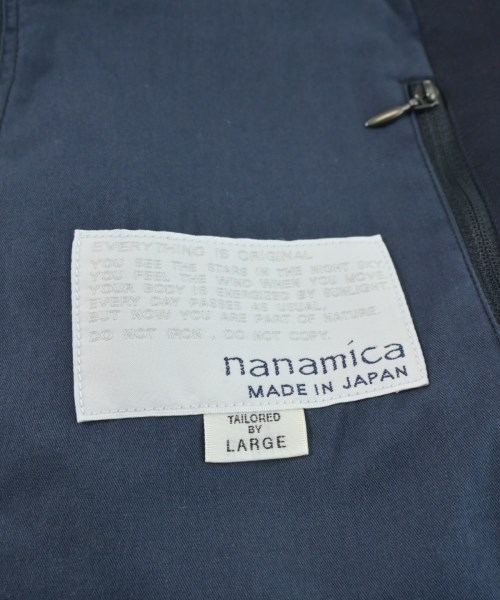 EVERYTHING IS ORIGINAL
YOU SEE THE STARS IN THE NIGHT SKY.
YOU FEEL THE WIND WHEN YOU MOVE.
YOUR BODY IS ENERGIZED BY SUNLIGHT.
EVERY DAY PASSES AS USUAL.
BUT NOW YOU ARE PART OF NATURE.
DO NOT IRON , DO NOT COPY.
nanamica
MADE IN JAPAN
TAILORED
BY
LARGE